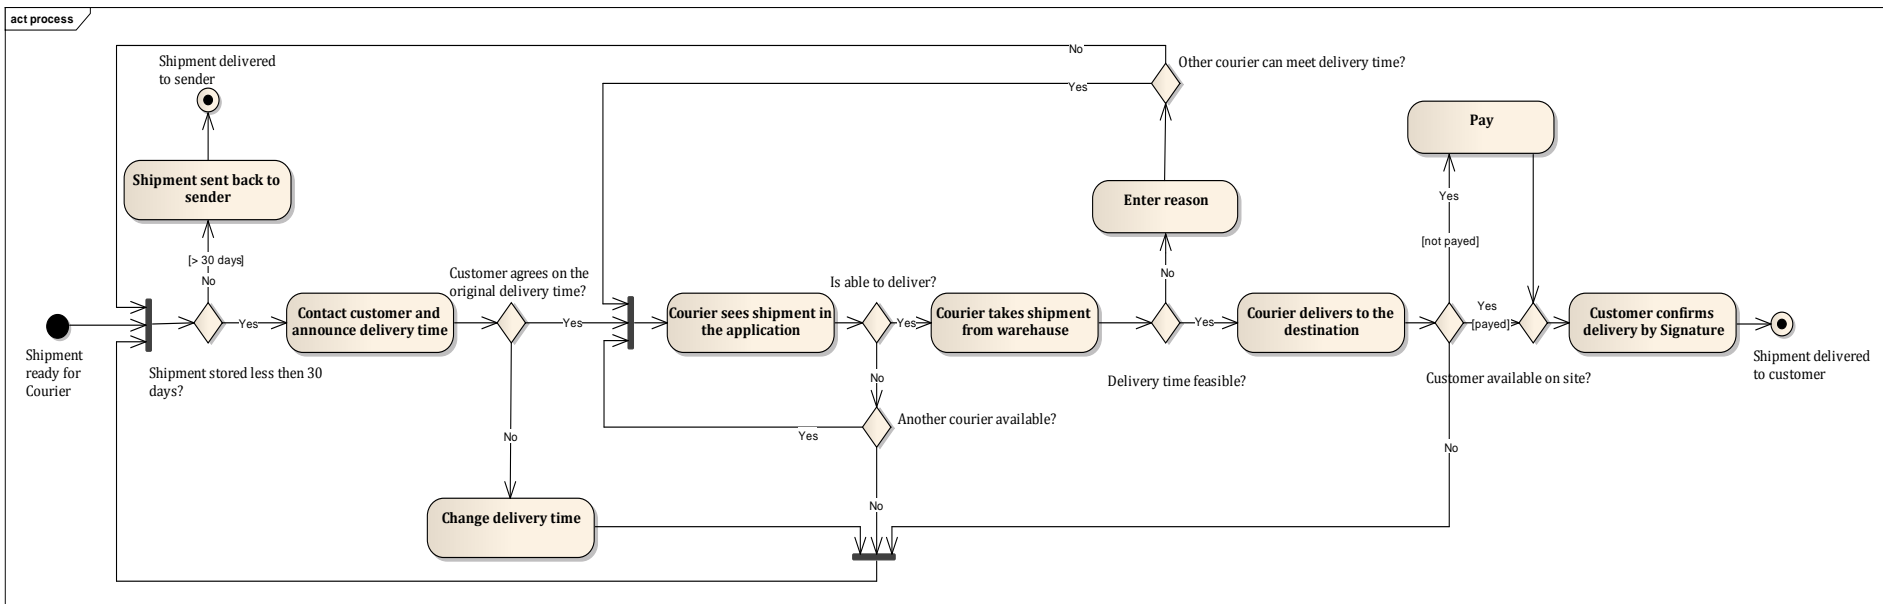 act process
Shipment delivered
to sender
No
Other courier can meet delivery time?
Yes
Pay
Shipment sent back to
sender
Enter reason
Yes
[not payed]
[> 30 days]
No
Customer agrees on the
original delivery time?
No
Is able to deliver?
Shipment
ready for
Courier
Yes
Contact customer and
announce delivery time
Yes
Courier sees shipment in
the application
Yes
Courier takes shipment
from warehause
Yes
Courier delivers to the
destination
Yes
[payed]
Customer confirms
delivery by Signature
Shipment delivered
to customer
Shipment stored less then 30
days?
No
Delivery time feasible?
Customer available on site?
Another courier available?
Yes
No
No
No
Change delivery time